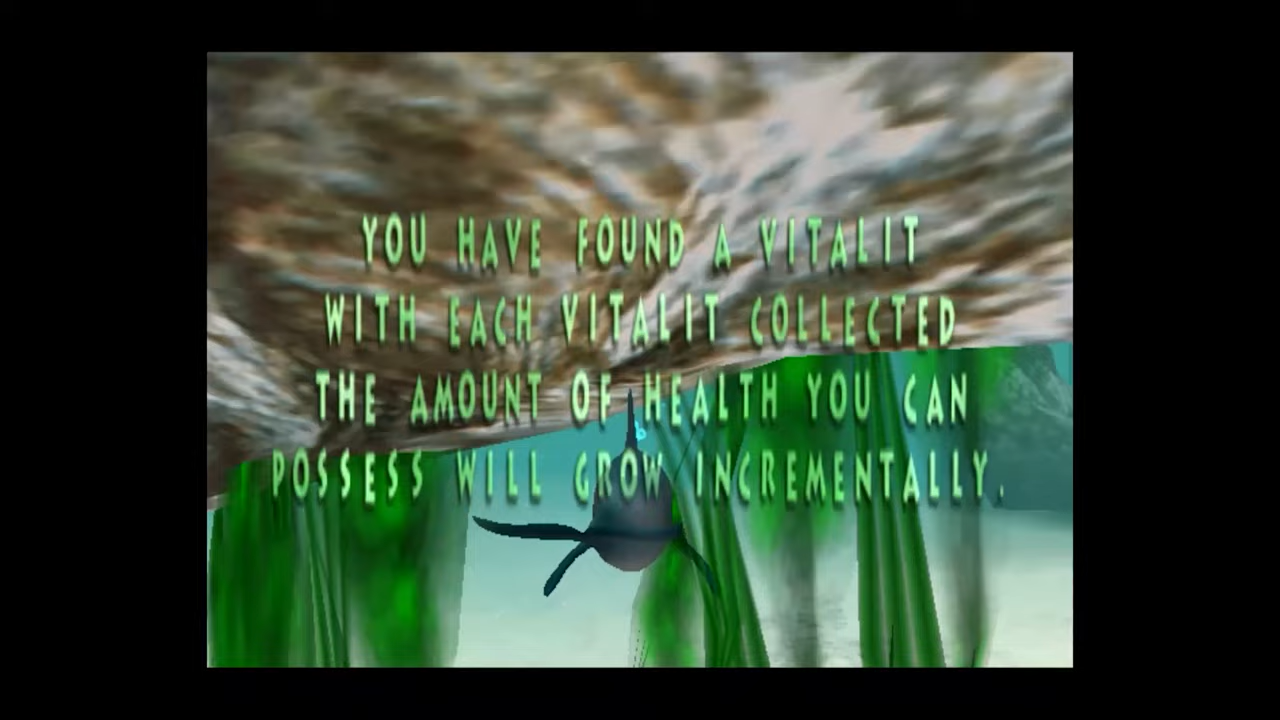 YOU HAVE FOUND A VITALIT
WITH EACH VITALIT COLLECTED
THE AMOUNT OF HEALTH YOU CAN
POSSESS WILL GROW INCREMENTALLY.